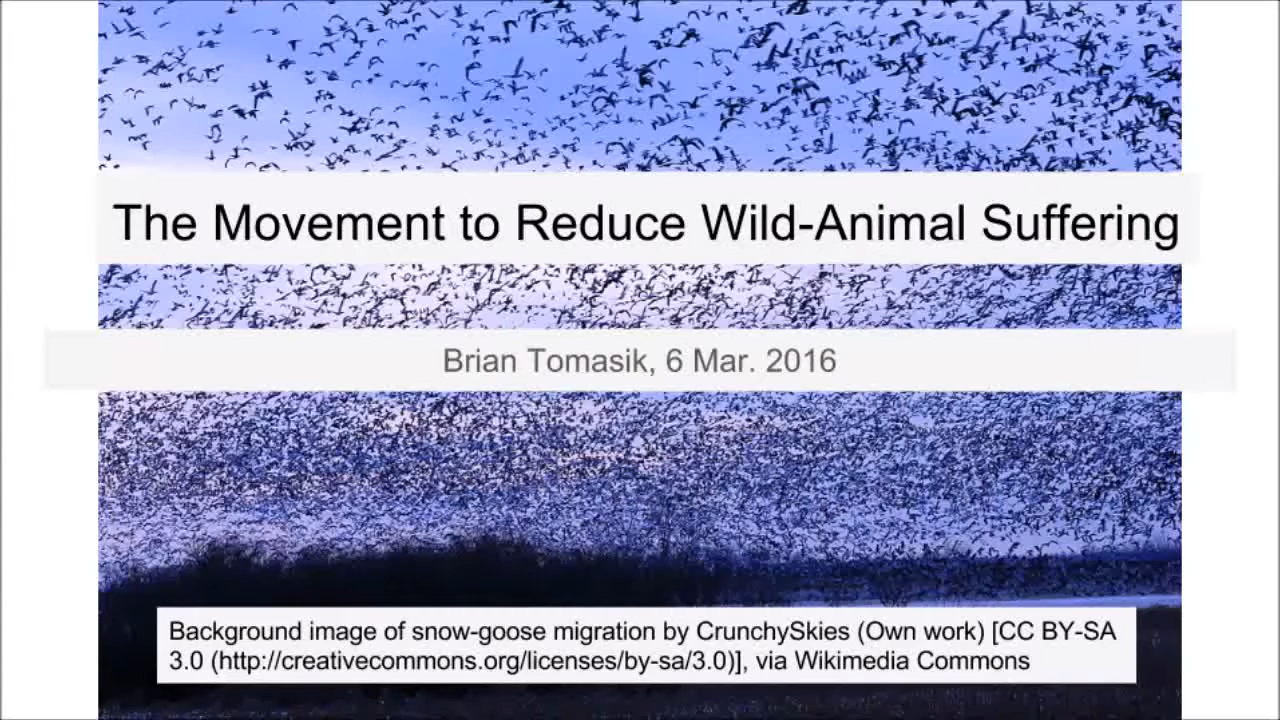 The Movement to Reduce Wild-Animal Suffering
Brian Tomasik, 6 Mar. 2016
Background image of snow-goose migration by CrunchySkies (Own work) [CC BY-SA
3.0 (http://creativecommons.org/licenses/by-sa/3.0)], via Wikimedia Commons